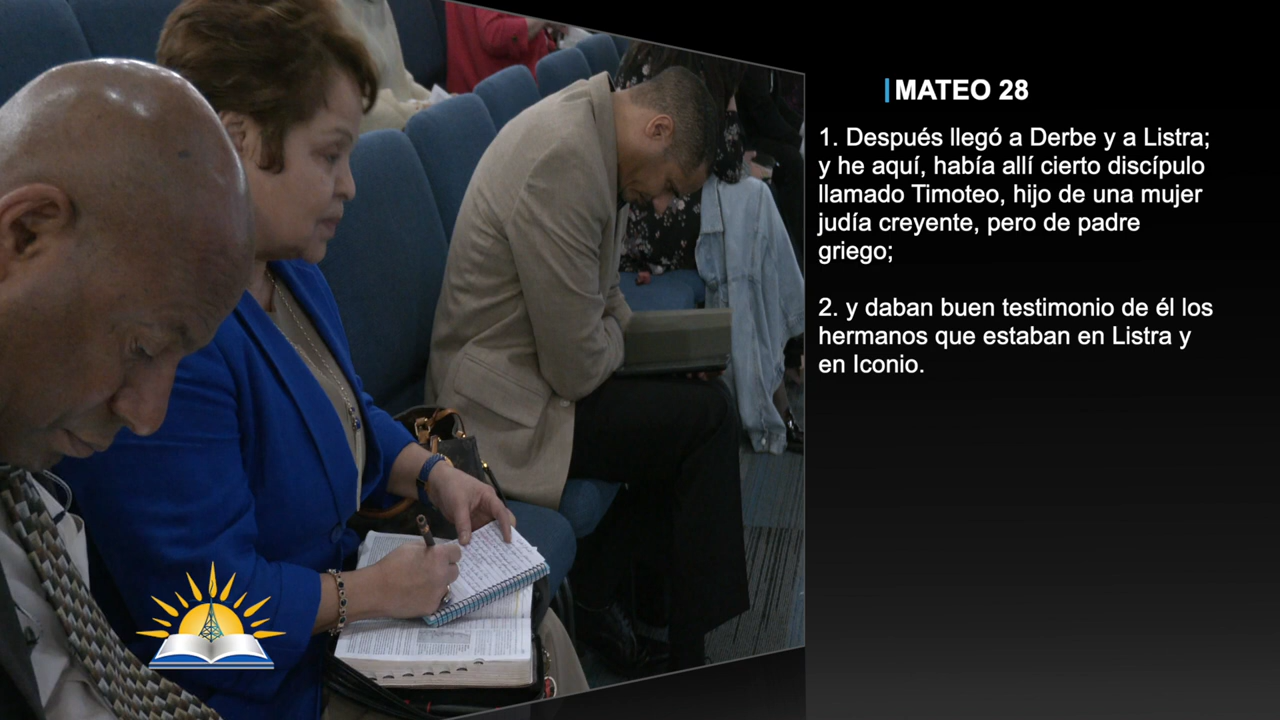 MATEO 28
1. Después llegó a Derbe y a Listra;
y he aquí, había allí cierto discípulo
llamado Timoteo, hijo de una mujer
judía creyente, pero de padre
griego;
2. y daban buen testimonio de él los
hermanos que estaban en Listra y
en Iconio.